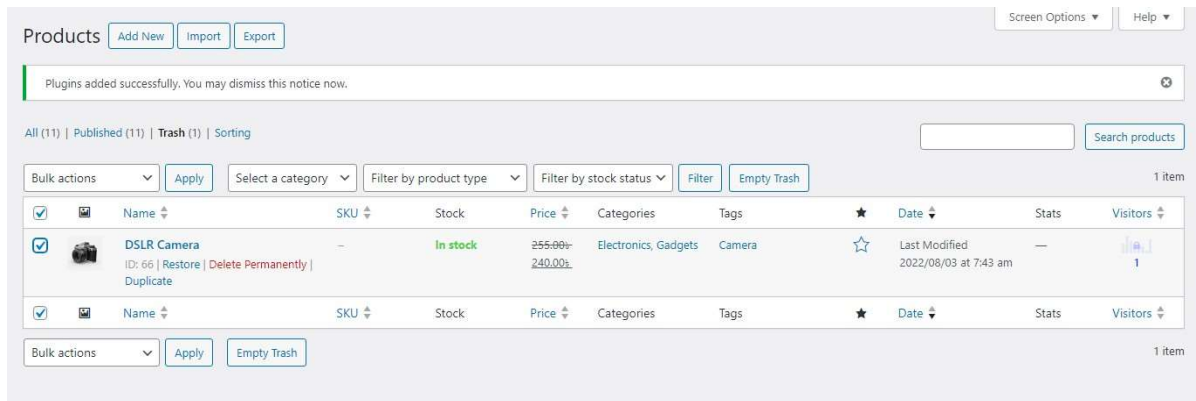 Screen Options ▼ Help ▼
Products Add New Import Export
Plugins added successfully. You may dismiss this notice now.
All (11) | Published (11) | Trash (1) | Sorting
Search products
Bulk actions Apply Select a category Filter by product type Filter by stock status Filter Empty Trash 1 item
Name SKU Stock Price Categories Tags ★ Date Stats Visitors
DSLR Camera – In stock 255.00৳ Electronics, Gadgets Camera ☆ Last Modified —
ID: 66 | Restore | Delete Permanently | 240.00৳ 2022/08/03 at 7:43 am 1
Duplicate
Name SKU Stock Price Categories Tags ★ Date Stats Visitors
Bulk actions Apply Empty Trash 1 item